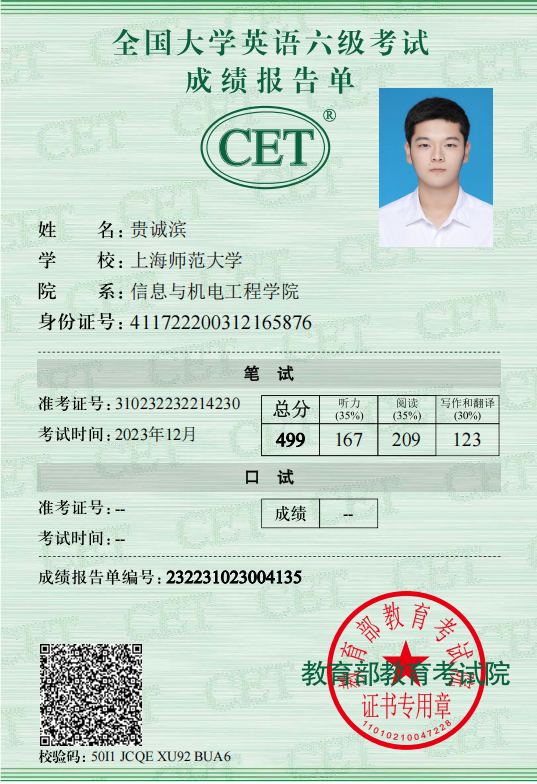 全国大学英语六级考试
成绩报告单
CET®
姓 名: 贵诚滨
学 校: 上海师范大学
院 系: 信息与机电工程学院
身份证号: 411722200312165876
笔 试
准考证号: 310232232214230
考试时间: 2023年12月
总分 听力 (35%) 阅读 (35%) 写作和翻译 (30%)
499 167 209 123
口 试
准考证号: --
考试时间: --
成绩 --
成绩报告单编号: 232231023004135
教育部教育考试院
教育部教育考试院
证书专用章
11010210047228
校验码: 50I1 JCQE XU92 BUA6